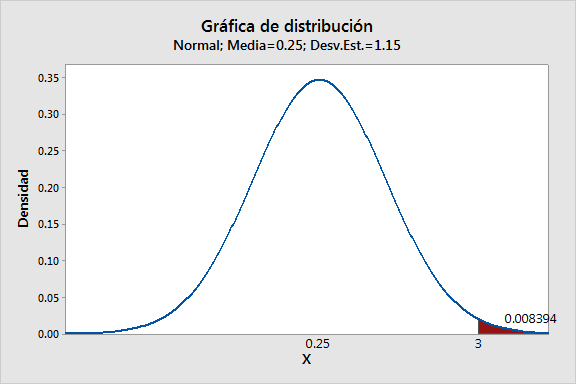 Gráfica de distribución
Normal; Media=0.25; Desv.Est.=1.15
0.35
0.30
0.25
0.20
0.15
0.10
0.05
0.00
Densidad
0.008394
0.25
3
X